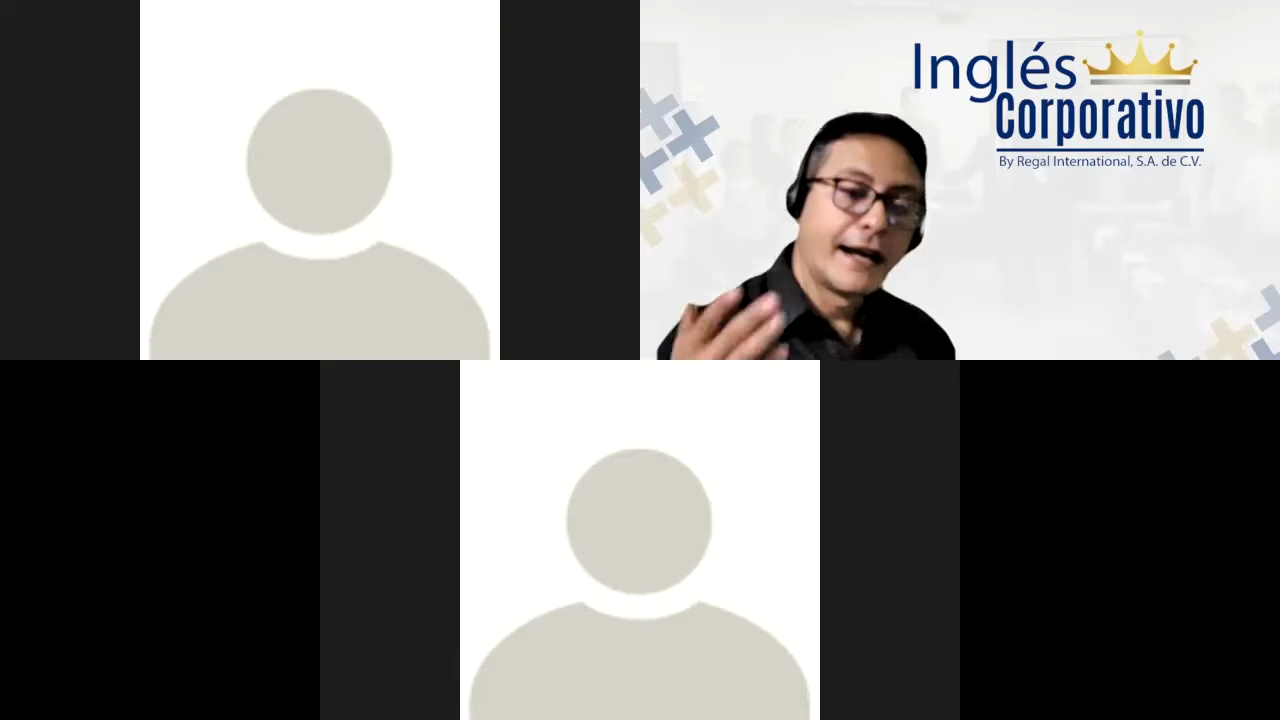 Inglés
Corporativo
By Regal International, S.A. de C.V.